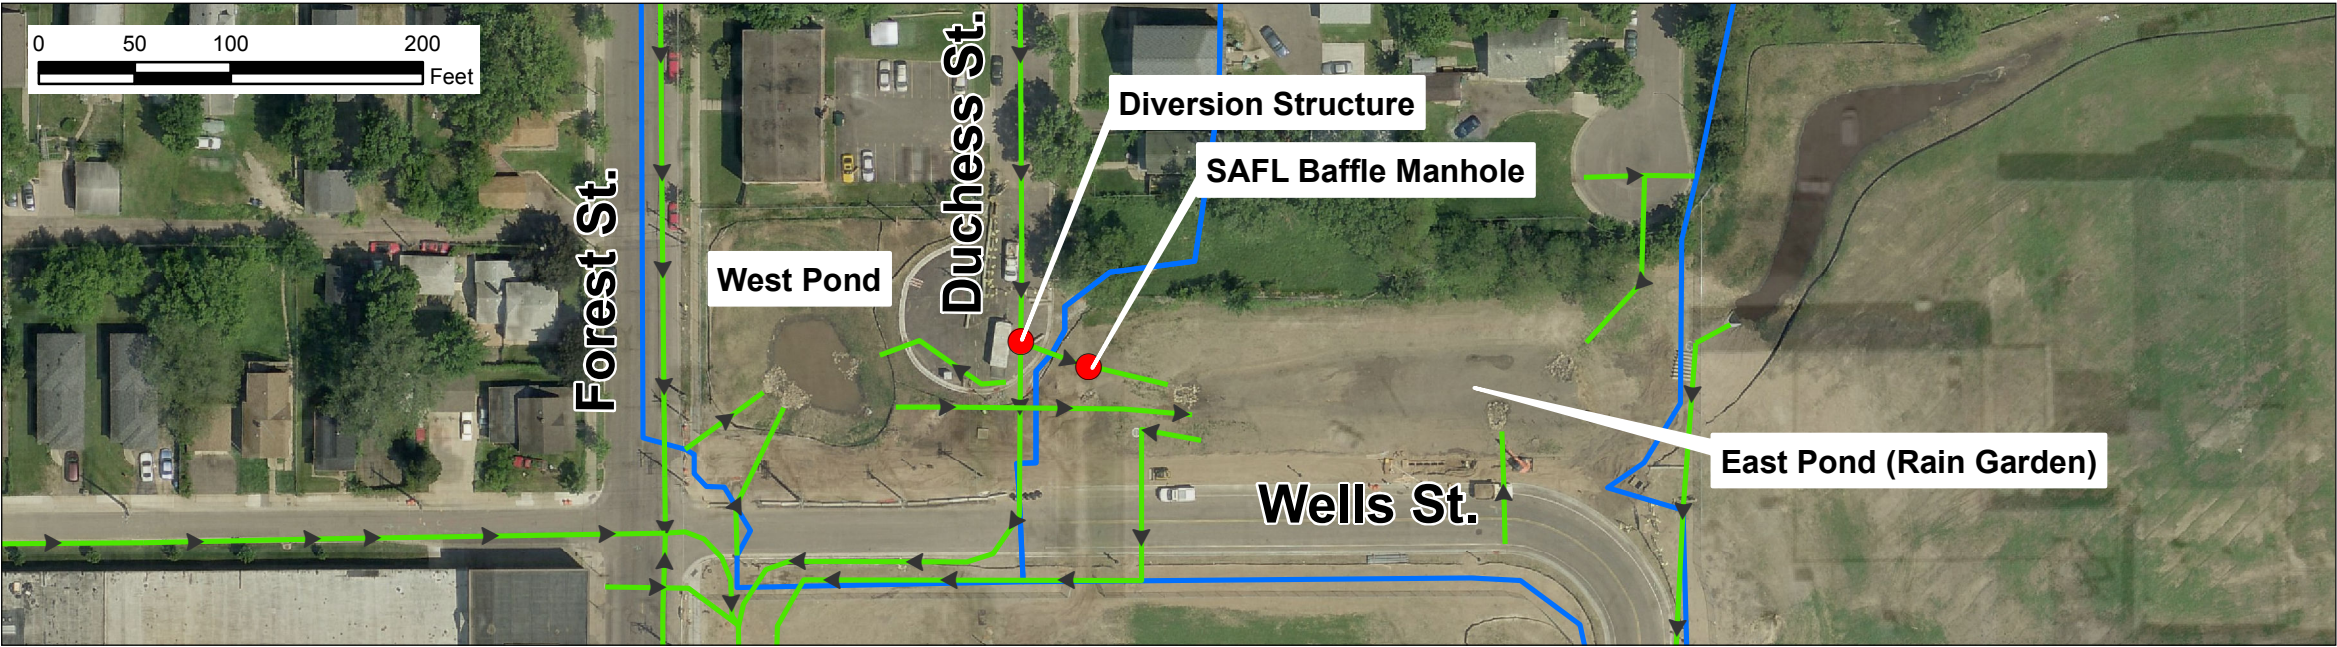 0 50 100 200
Feet
Duchess St.
Diversion Structure
SAFL Baffle Manhole
Forest St.
West Pond
East Pond (Rain Garden)
Wells St.